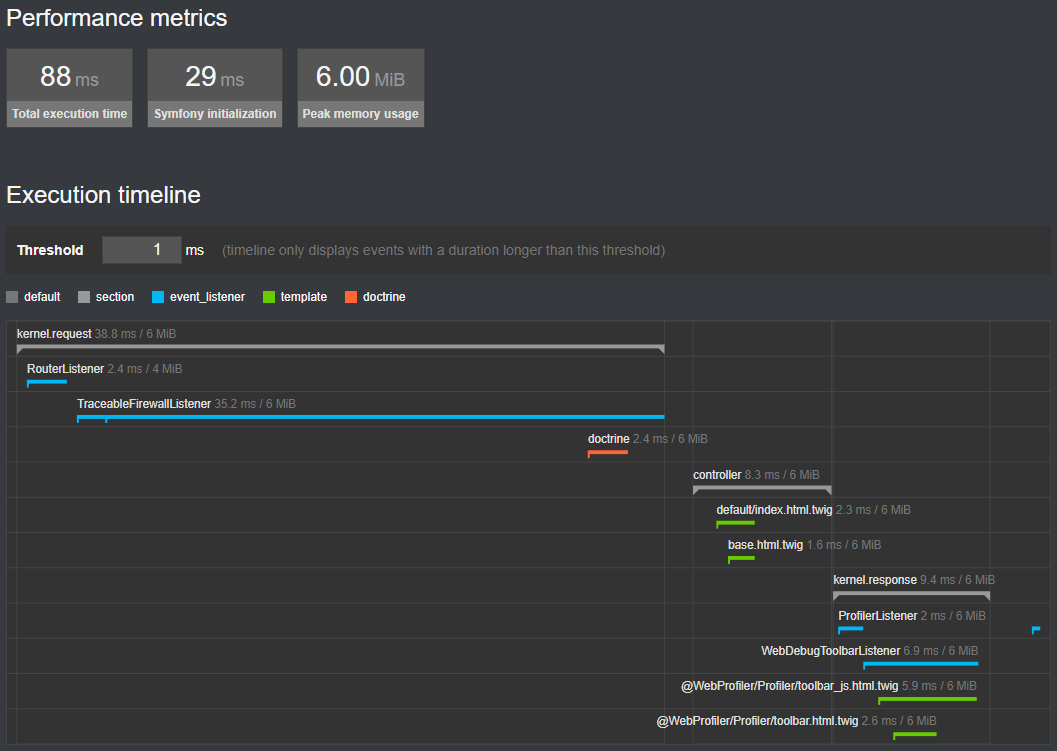 Performance metrics
88 ms
Total execution time
29 ms
Symfony initialization
6.00 MiB
Peak memory usage
Execution timeline
Threshold 1 ms (timeline only displays events with a duration longer than this threshold)
default section event_listener template doctrine
kernel.request 38.8 ms / 6 MiB
RouterListener 2.4 ms / 4 MiB
TraceableFirewallListener 35.2 ms / 6 MiB
doctrine 2.4 ms / 6 MiB
controller 8.3 ms / 6 MiB
default/index.html.twig 2.3 ms / 6 MiB
base.html.twig 1.6 ms / 6 MiB
kernel.response 9.4 ms / 6 MiB
ProfilerListener 2 ms / 6 MiB
WebDebugToolbarListener 6.9 ms / 6 MiB
@WebProfiler/Profiler/toolbar_js.html.twig 5.9 ms / 6 MiB
@WebProfiler/Profiler/toolbar.html.twig 2.6 ms / 6 MiB